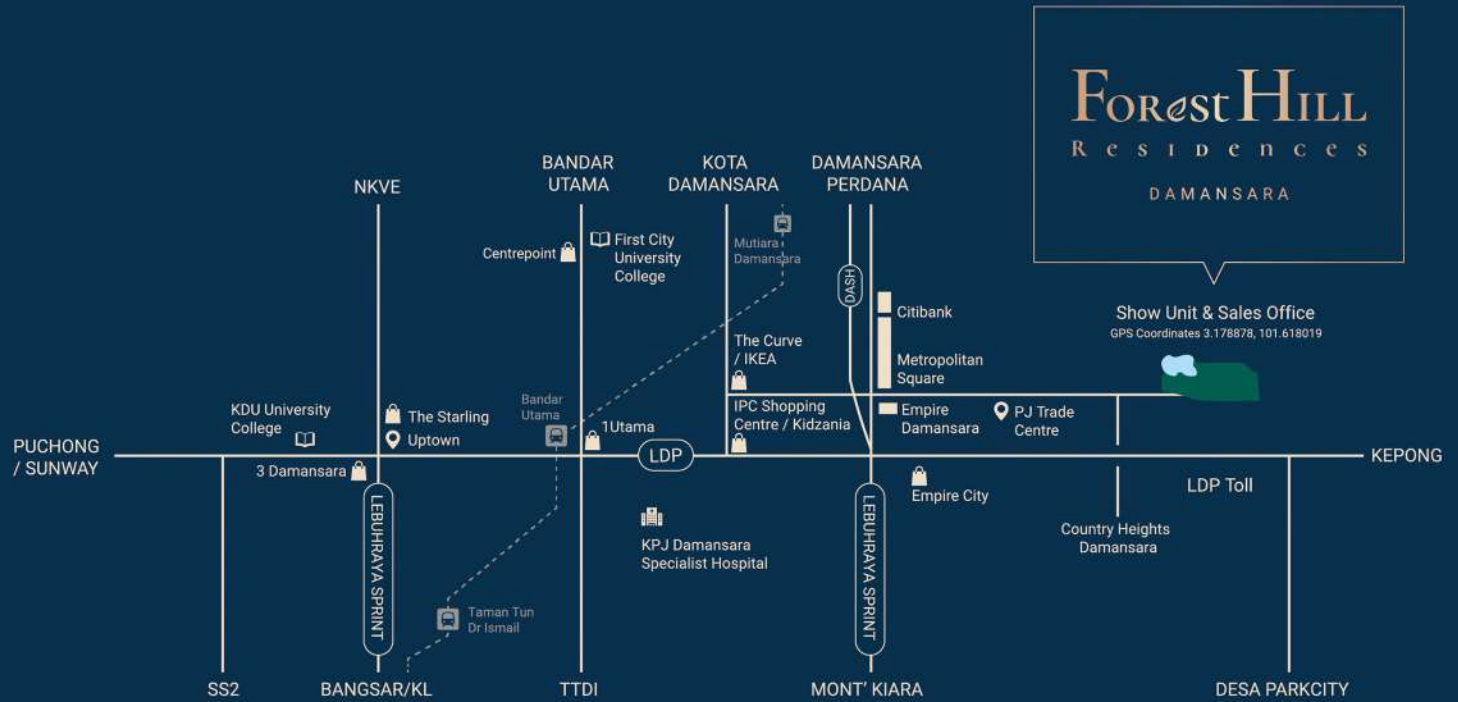 FOResT HILL
ResIDences
DAMANSARA
BANDAR
UTAMA
KOTA
DAMANSARA
DAMANSARA
PERDANA
NKVE
Centrepoint
First City
University
College
Mutiara
Damansara
DASH
Citibank
Show Unit & Sales Office
GPS Coordinates 3.178878, 101.618019
The Curve
/ IKEA
Metropolitan
Square
KDU University
College
The Starling
Uptown
Bandar
Utama
1Utama
IPC Shopping
Centre / Kidzania
Empire
Damansara
PJ Trade
Centre
PUCHONG
/ SUNWAY
3 Damansara
LDP
KEPONG
Empire City
LDP Toll
LEBUHRAYA SPRINT
KPJ Damansara
Specialist Hospital
LEBUHRAYA SPRINT
Country Heights
Damansara
Taman Tun
Dr Ismail
SS2
BANGSAR/KL
TTDI
MONT' KIARA
DESA PARKCITY